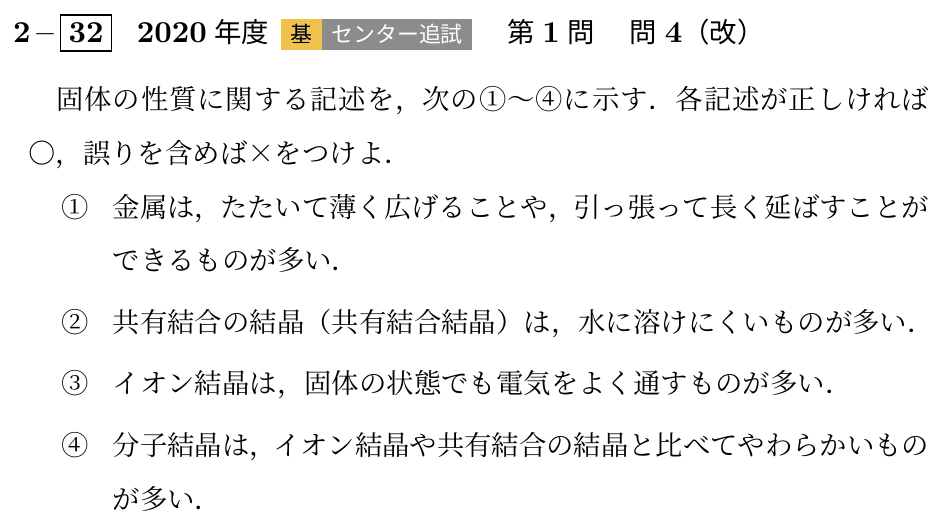 2－32 2020 年度 基 センター追試 第 1 問 問 4（改）
固体の性質に関する記述を，次の①～④に示す．各記述が正しければ
○，誤りを含めば×をつけよ．
① 金属は，たたいて薄く広げることや，引っ張って長く延ばすことが
できるものが多い．
② 共有結合の結晶（共有結合結晶）は，水に溶けにくいものが多い．
③ イオン結晶は，固体の状態でも電気をよく通すものが多い．
④ 分子結晶は，イオン結晶や共有結合の結晶と比べてやわらかいもの
が多い．